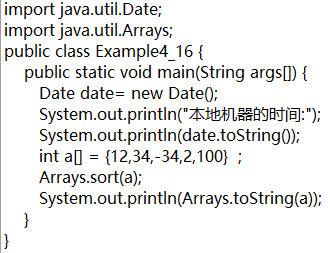 import java.util.Date;
import java.util.Arrays;
public class Example4_16 {
    public static void main(String args[]) {
        Date date= new Date();
        System.out.println("本地机器的时间:");
        System.out.println(date.toString());
        int a[] = {12,34,-34,2,100}  ;
        Arrays.sort(a);
        System.out.println(Arrays.toString(a));
    }
}